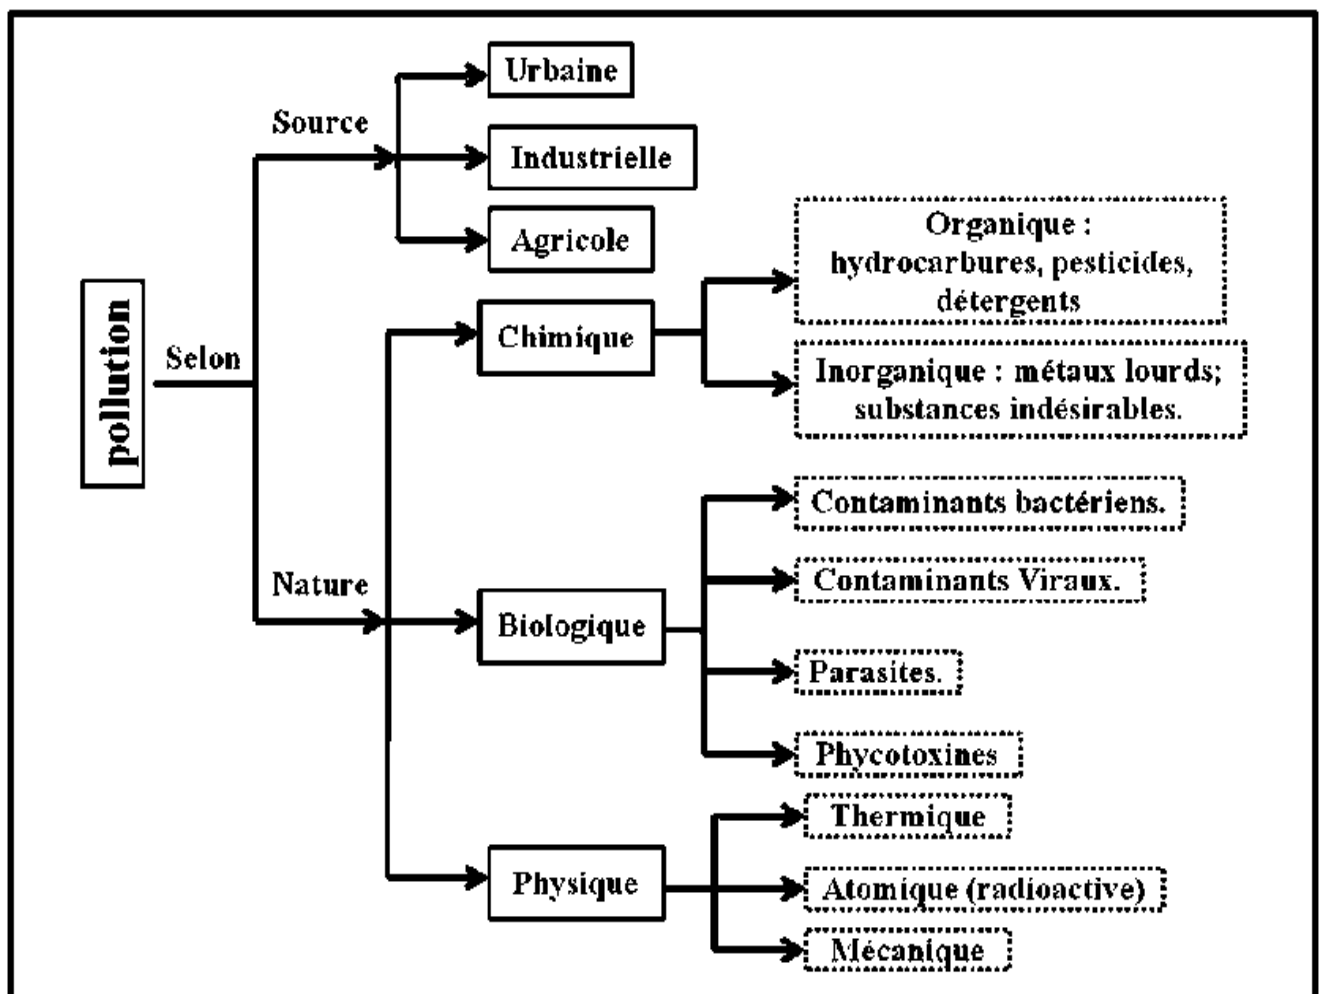 pollution
Selon
Source
Urbaine
Industrielle
Agricole
Nature
Chimique
Organique :
hydrocarbures, pesticides,
détergents
Inorganique : métaux lourds;
substances indésirables.
Biologique
Contaminants bactériens.
Contaminants Viraux.
Parasites.
Phycotoxines
Physique
Thermique
Atomique (radioactive)
Mécanique